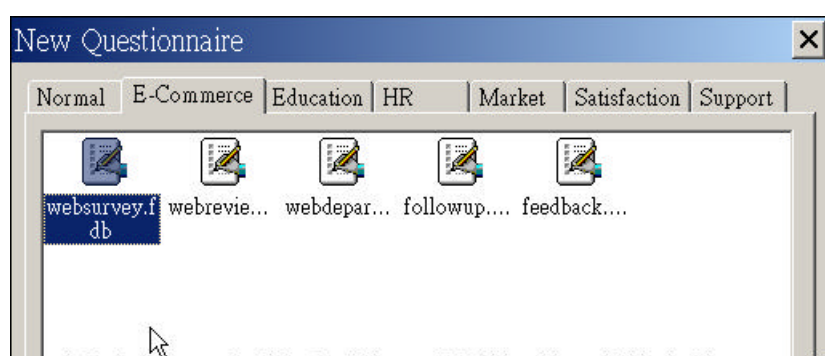 New Questionnaire
Normal E-Commerce Education HR Market Satisfaction Support
websurvey.f webrevie... webdepar... followup.... feedback....
db